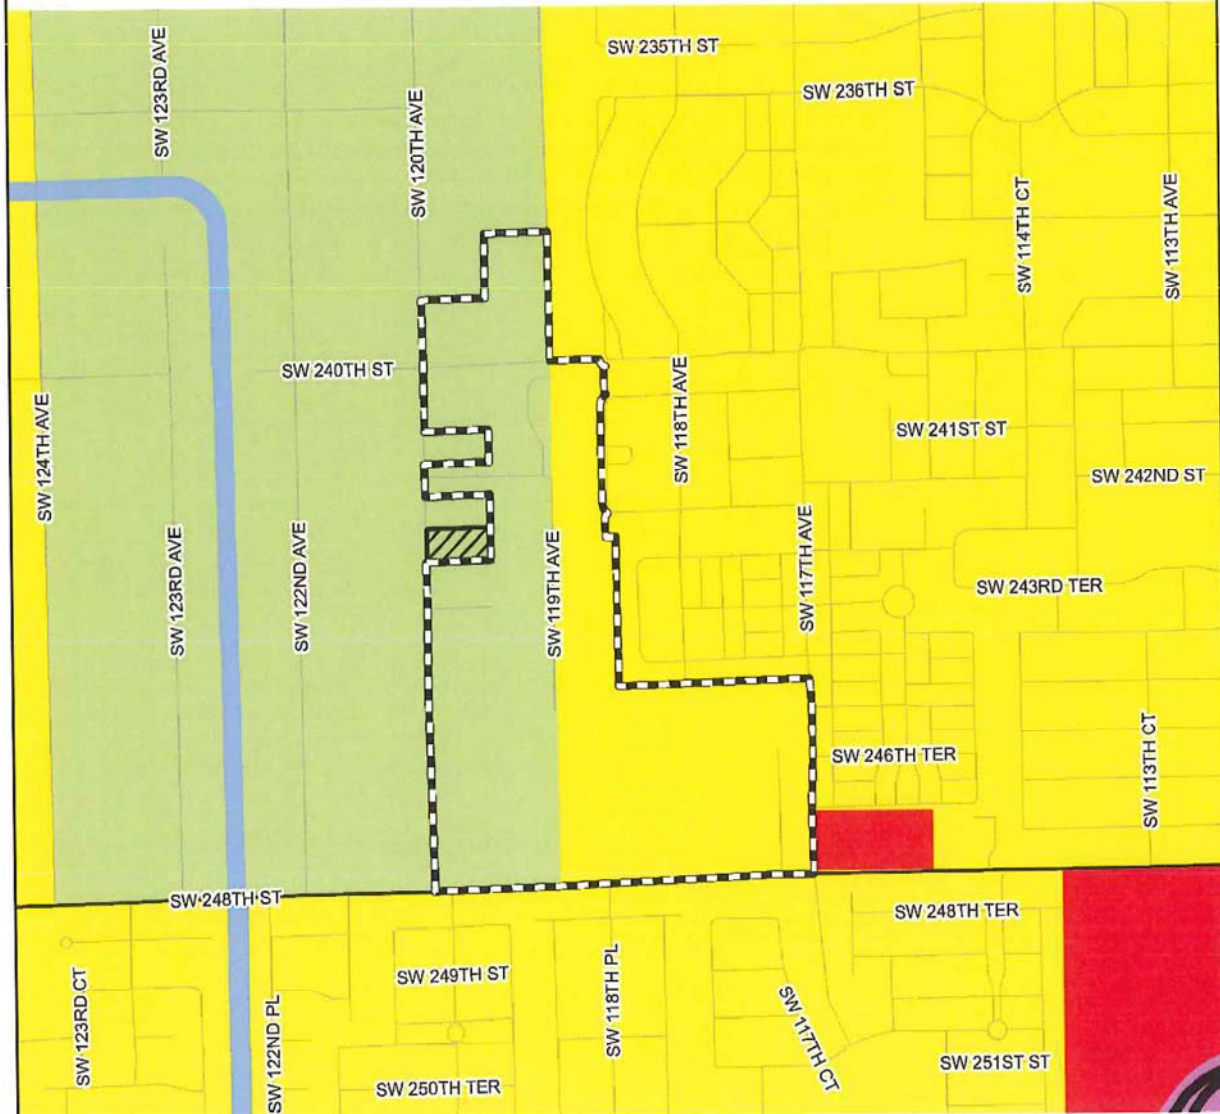 SW 235TH ST
SW 236TH ST
SW 123RD AVE
SW 120TH AVE
SW 114TH CT
SW 113TH AVE
SW 240TH ST
SW 118TH AVE
SW 124TH AVE
SW 241ST ST
SW 242ND ST
SW 123RD AVE
SW 122ND AVE
SW 119TH AVE
SW 117TH AVE
SW 243RD TER
SW 246TH TER
SW 113TH CT
SW 248TH ST
SW 248TH TER
SW 123RD CT
SW 249TH ST
SW 118TH PL
SW 122ND PL
SW 117TH CT
SW 251ST ST
SW 250TH TER